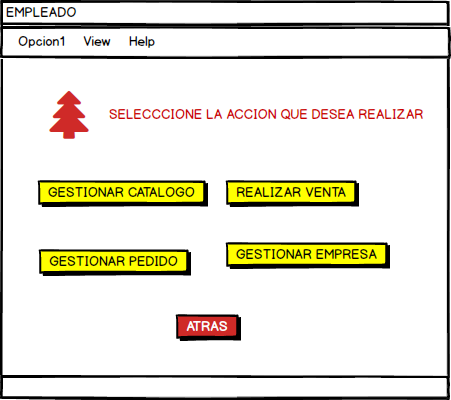 EMPLEADO
Opcion1 View Help
SELECCCIONE LA ACCION QUE DESEA REALIZAR
GESTIONAR CATALOGO REALIZAR VENTA
GESTIONAR PEDIDO GESTIONAR EMPRESA
ATRAS